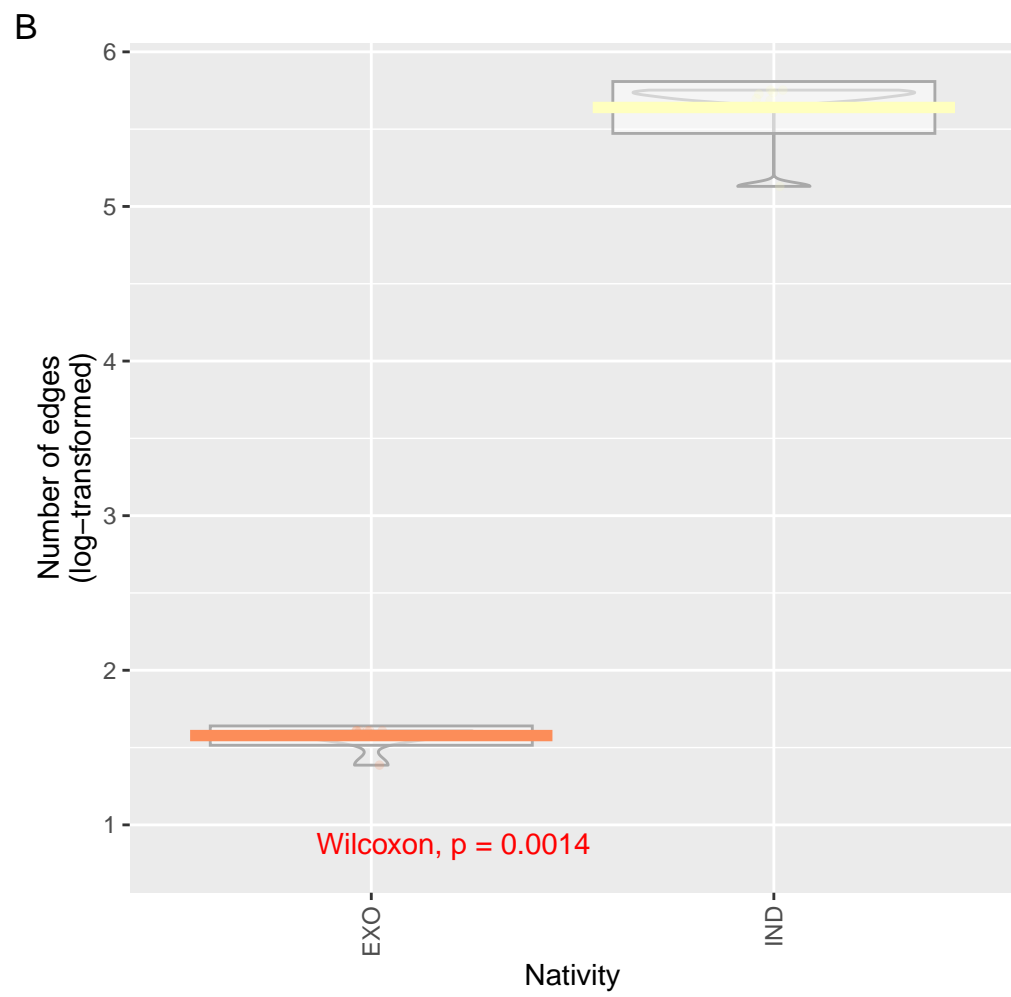 B
6
5
4
3
2
1
Number of edges
(log−transformed)
Wilcoxon, p = 0.0014
EXO
IND
Nativity